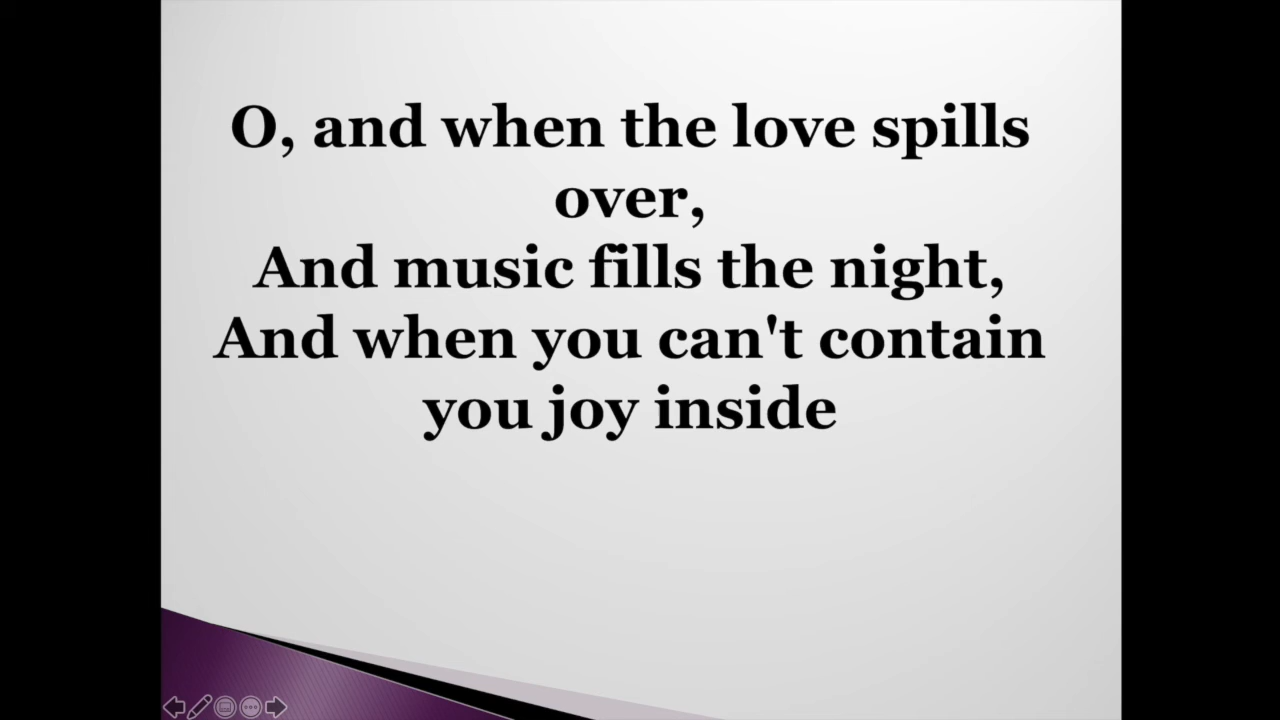 O, and when the love spills
over,
And music fills the night,
And when you can't contain
you joy inside